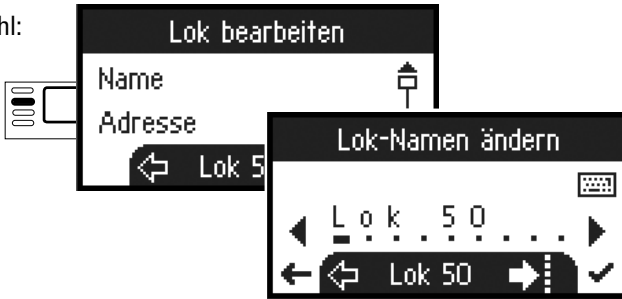 hl:
Lok bearbeiten
Name
Adresse
Lok 5
Lok-Namen ändern
Lok 50
Lok 50